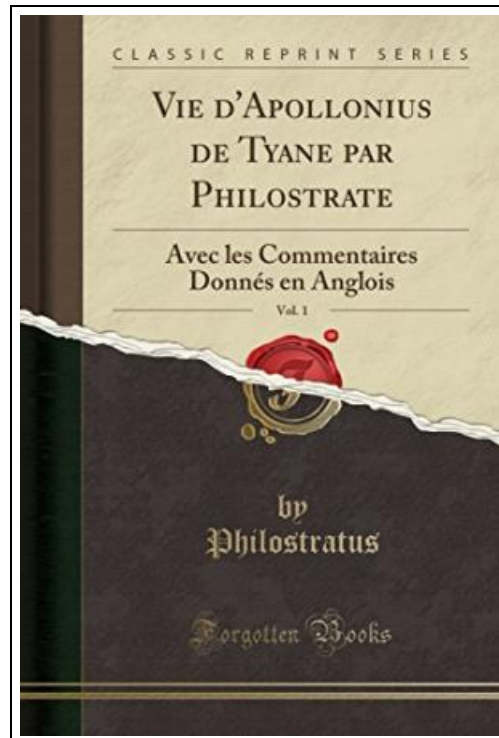 CLASSIC REPRINT SERIES
VIE D'APOLLONIUS
DE TYANE PAR
PHILOSTRATE
Avec les Commentaires
Donnés en Anglois
Vol. 1
by
Philostratus
Forgotten Books